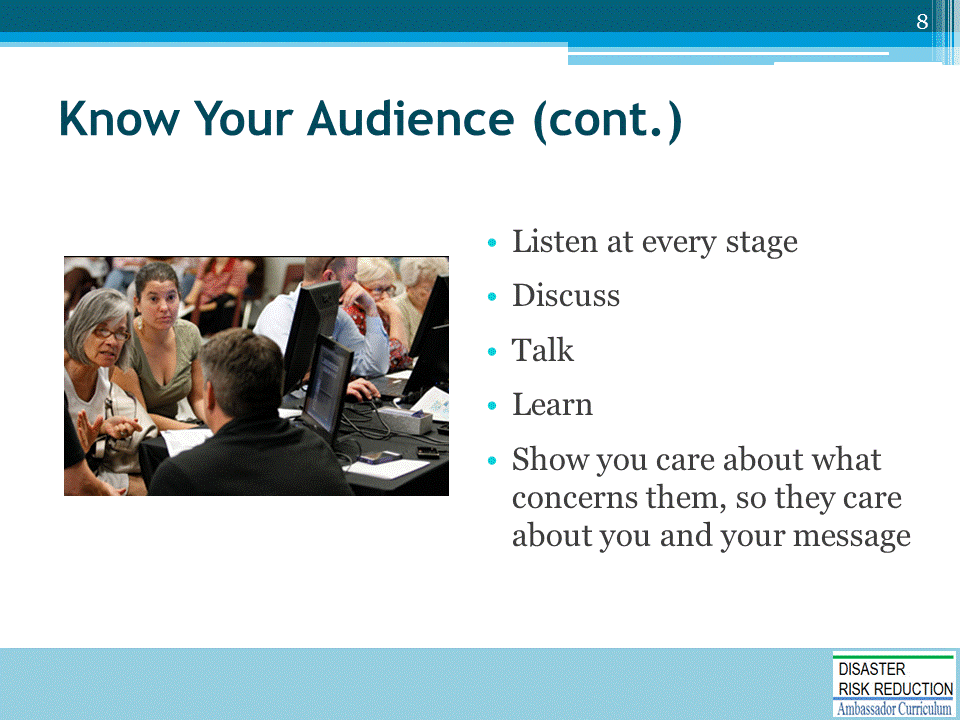 8
Know Your Audience (cont.)
• Listen at every stage
• Discuss
• Talk
• Learn
• Show you care about what
concerns them, so they care
about you and your message
DISASTER
RISK REDUCTION
Ambassador Curriculum